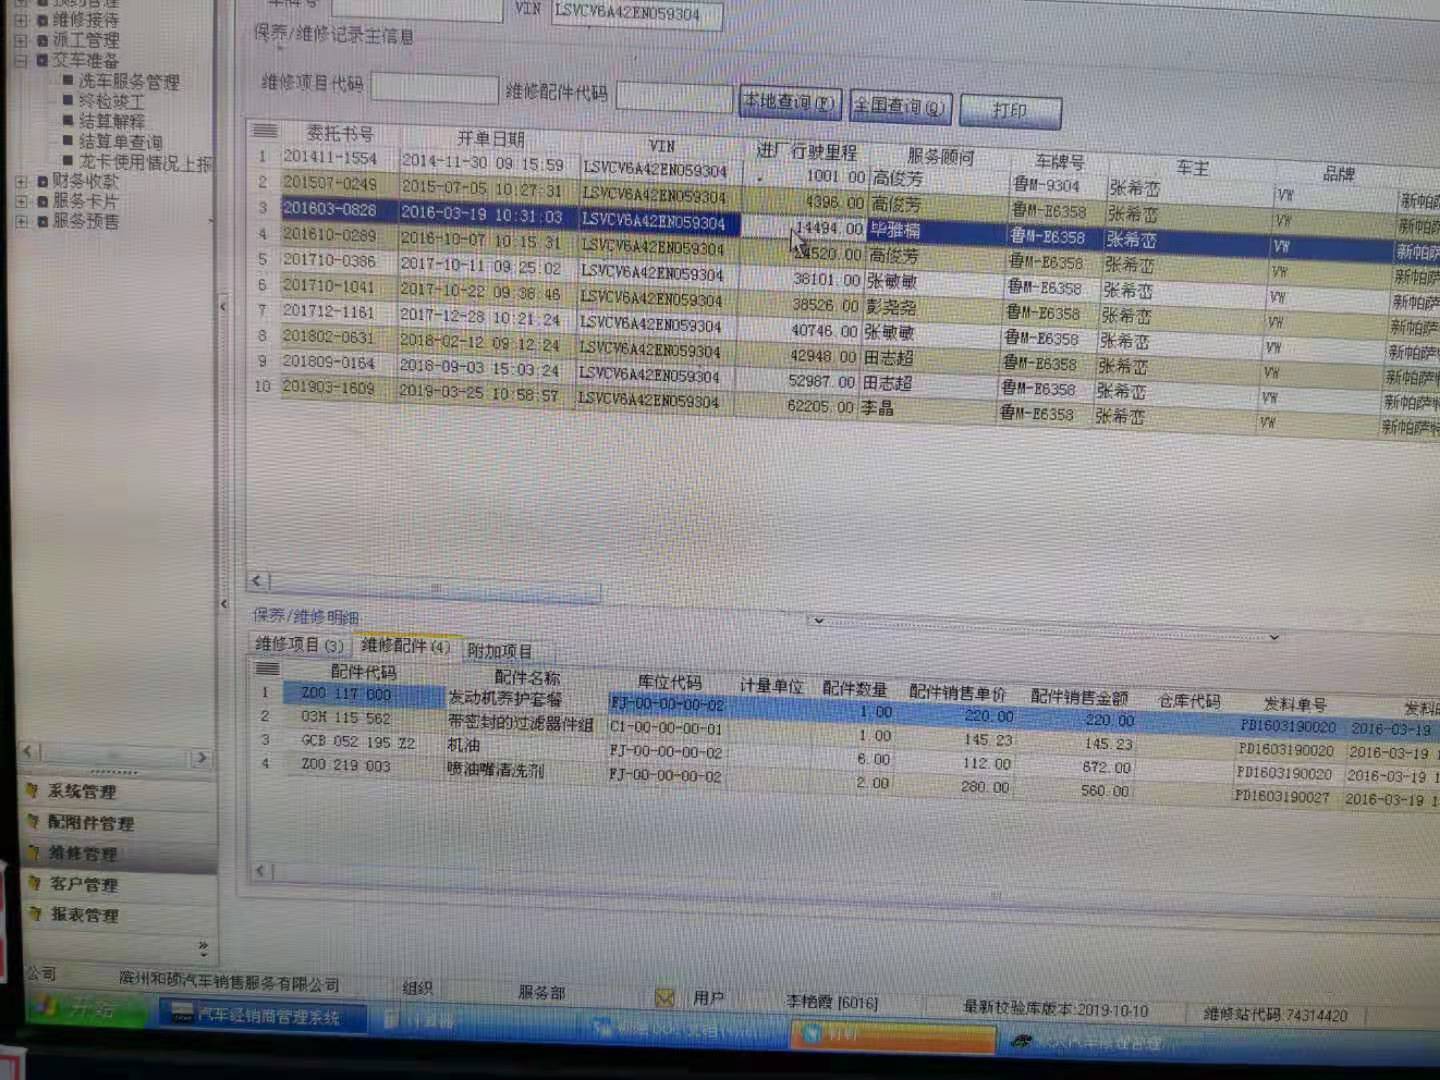 VIN LSVCV6A42EN059304
保养/维修记录主信息
维修项目代码 维修配件代码 本地查询(F) 全国查询(Q) 打印
委托书号 开单日期 VIN 进厂行驶里程 服务顾问 车牌号 车主 品牌
1 201411-1554 2014-11-30 09:15:59 LSVCV6A42EN059304 1001.00 高俊芳 鲁M-9304 张希峦 VW 新帕萨
2 201507-0249 2015-07-05 10:27:31 LSVCV6A42EN059304 4396.00 高俊芳 鲁M-E6358 张希峦 VW 新帕萨
3 201603-0828 2016-03-19 10:31:03 LSVCV6A42EN059304 14494.00 毕雅楠 鲁M-E6358 张希峦 VW 新帕萨
4 201610-0289 2016-10-07 10:15:31 LSVCV6A42EN059304 4520.00 高俊芳 鲁M-E6358 张希峦 VW 新帕萨
5 201710-0386 2017-10-11 09:25:02 LSVCV6A42EN059304 38101.00 张敏敏 鲁M-E6358 张希峦 VW 新帕萨
6 201710-1041 2017-10-22 09:36:46 LSVCV6A42EN059304 38526.00 彭尧尧 鲁M-E6358 张希峦 VW 新帕萨
7 201712-1161 2017-12-28 10:21:24 LSVCV6A42EN059304 40746.00 张敏敏 鲁M-E6358 张希峦 VW 新帕萨
8 201802-0631 2018-02-12 09:12:24 LSVCV6A42EN059304 42948.00 田志超 鲁M-E6358 张希峦 VW 新帕萨
9 201809-0164 2018-09-03 15:03:24 LSVCV6A42EN059304 52987.00 田志超 鲁M-E6358 张希峦 VW 新帕萨特
10 201903-1609 2019-03-25 10:58:57 LSVCV6A42EN059304 62205.00 李晶 鲁M-E6358 张希峦 VW 新帕萨特
维修接待
派工管理
交车准备
洗车服务管理
终检竣工
结算解释
结算单查询
龙卡使用情况上报
财务收款
服务卡片
服务预售
保养/维修明细
维修项目(3) 维修配件(4) 附加项目
配件代码 配件名称 库位代码 计量单位 配件数量 配件销售单价 配件销售金额 仓库代码 发料单号 发料
1 Z00 117 000 发动机养护套餐 FJ-00-00-00-02 1.00 220.00 220.00 PD1603190020 2016-03-19
2 03H 115 562 带密封的过滤器件组 C1-00-00-00-01 1.00 145.23 145.23 PD1603190020 2016-03-19
3 GCB 052 195 Z2 机油 FJ-00-00-00-02 6.00 112.00 672.00 PD1603190020 2016-03-19 1
4 Z00 219 003 喷油嘴清洗剂 FJ-00-00-00-02 2.00 280.00 560.00 PD1603190027 2016-03-19 1
系统管理
配附件管理
维修管理
客户管理
报表管理
公司 滨州和硕汽车销售服务有限公司 组织 服务部 用户 李艳霞 [6016] 最新校验库版本:2019-10-10 维修站代码:74314420
开始 汽车经销商管理系统 计算器 钉钉